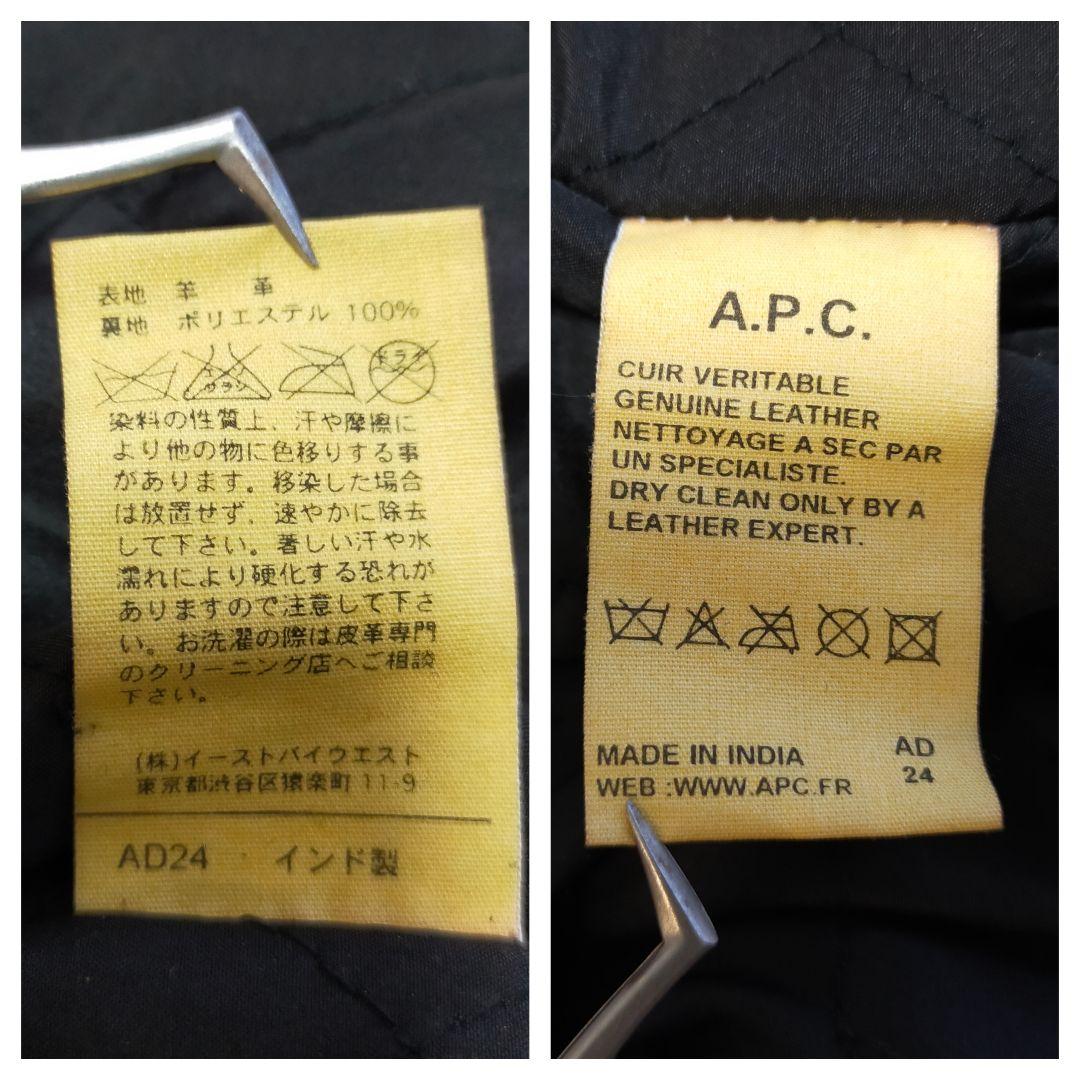 表地 羊 革
裏地 ポリエステル 100%
エンソ サラシ
ドライ
染料の性質上、汗や摩擦に
より他の物に色移りする事
があります。移染した場合
は放置せず、速やかに除去
して下さい。著しい汗や水
濡れにより硬化する恐れが
ありますので注意して下さ
い。お洗濯の際は皮革専門
のクリーニング店へご相談
下さい。
(株)イーストバイウエスト
東京都渋谷区猿楽町 11-9
AD24 インド製
A.P.C.
CUIR VERITABLE
GENUINE LEATHER
NETTOYAGE A SEC PAR
UN SPECIALISTE.
DRY CLEAN ONLY BY A
LEATHER EXPERT.
MADE IN INDIA AD
WEB :WWW.APC.FR 24